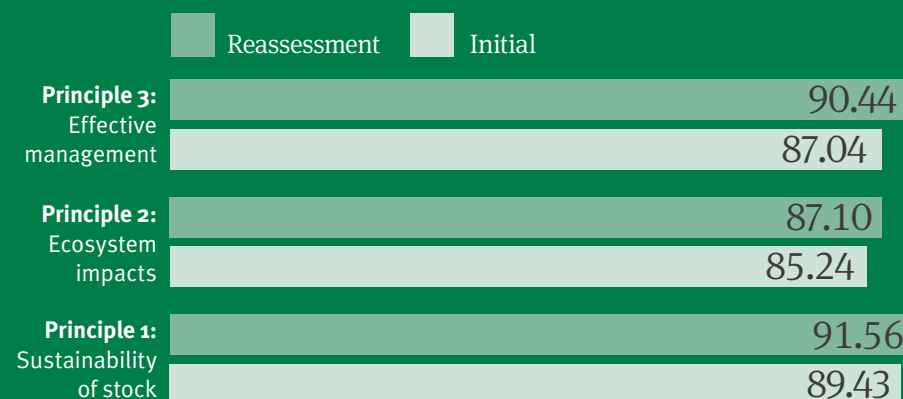 Reassessment Initial
Principle 3:
Effective
management
90.44
87.04
Principle 2:
Ecosystem
impacts
87.10
85.24
Principle 1:
Sustainability
of stock
91.56
89.43